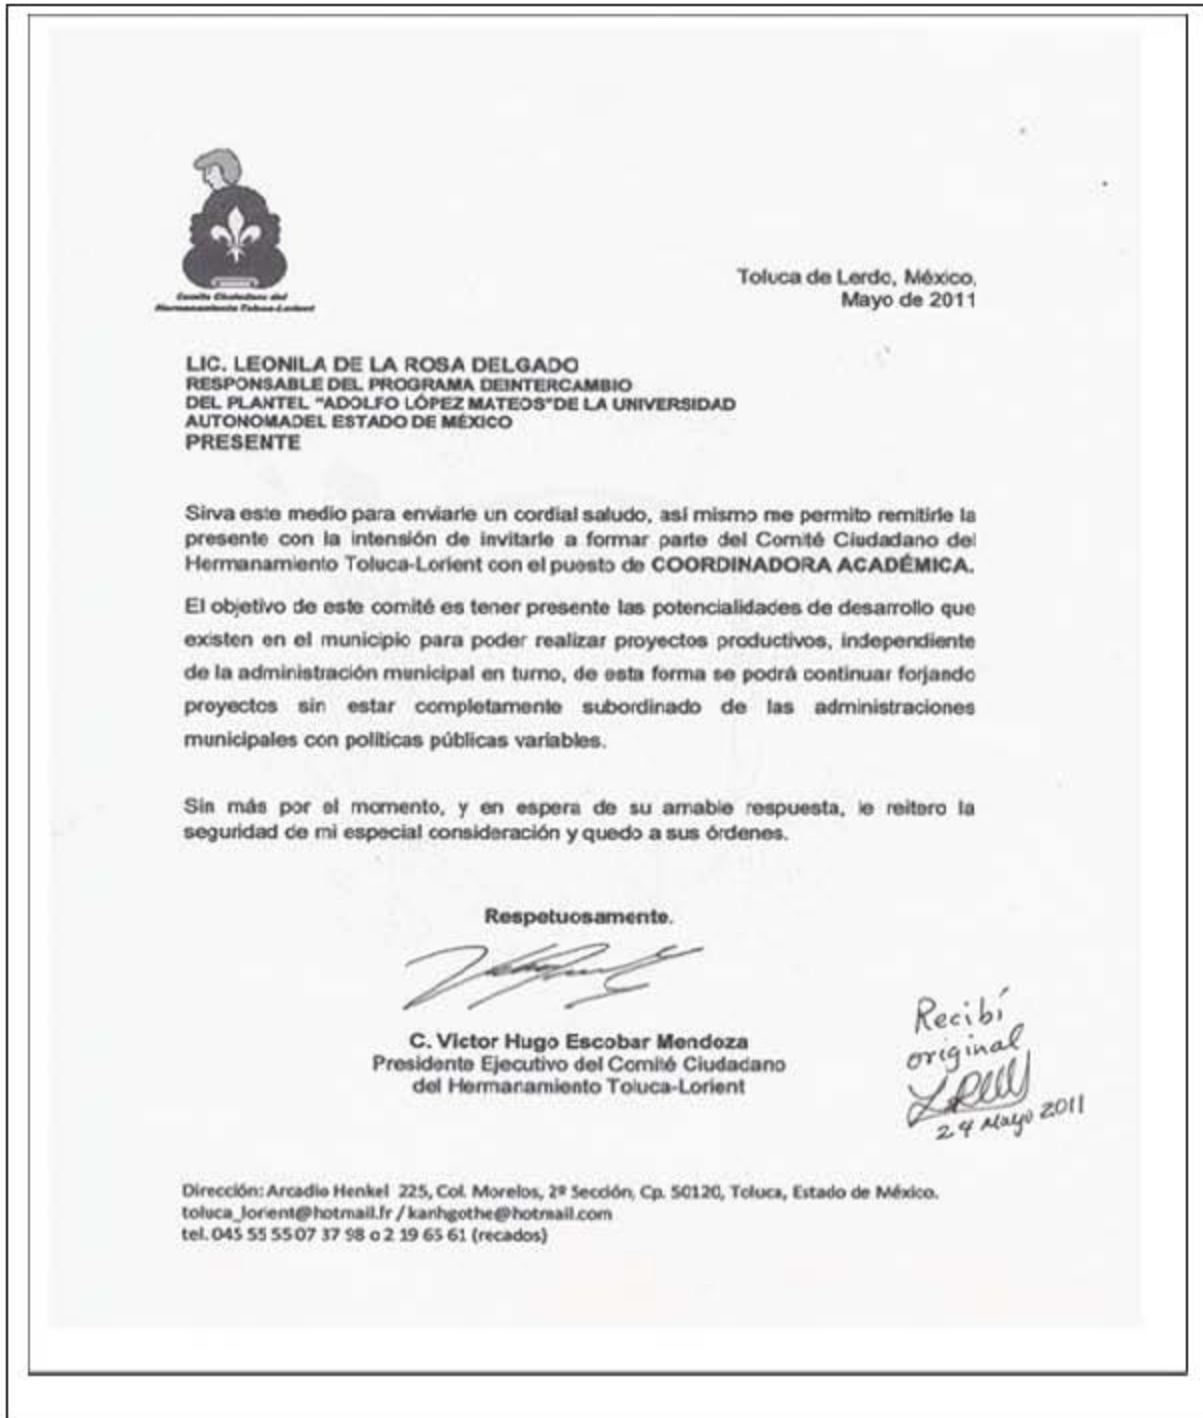 Comité Ciudadano del
Hermanamiento Toluca-Lorient
Toluca de Lerdo, México,
Mayo de 2011
LIC. LEONILA DE LA ROSA DELGADO
RESPONSABLE DEL PROGRAMA DEINTERCAMBIO
DEL PLANTEL "ADOLFO LÓPEZ MATEOS"DE LA UNIVERSIDAD
AUTONOMADEL ESTADO DE MÉXICO
PRESENTE
Sirva este medio para enviarle un cordial saludo, así mismo me permito remitirle la
presente con la intensión de invitarle a formar parte del Comité Ciudadano del
Hermanamiento Toluca-Lorient con el puesto de COORDINADORA ACADÉMICA.
El objetivo de este comité es tener presente las potencialidades de desarrollo que
existen en el municipio para poder realizar proyectos productivos, independiente
de la administración municipal en turno, de esta forma se podrá continuar forjando
proyectos sin estar completamente subordinado de las administraciones
municipales con políticas públicas variables.
Sin más por el momento, y en espera de su amable respuesta, le reitero la
seguridad de mi especial consideración y quedo a sus órdenes.
Respetuosamente.
C. Victor Hugo Escobar Mendoza
Presidente Ejecutivo del Comité Ciudadano
del Hermanamiento Toluca-Lorient
Recibí
original
24 Mayo 2011
Dirección: Arcadio Henkel 225, Col. Morelos, 2ª Sección, Cp. 50120, Toluca, Estado de México.
toluca_lorient@hotmail.fr / kanhgothe@hotmail.com
tel. 045 55 55 07 37 98 o 2 19 65 61 (recados)